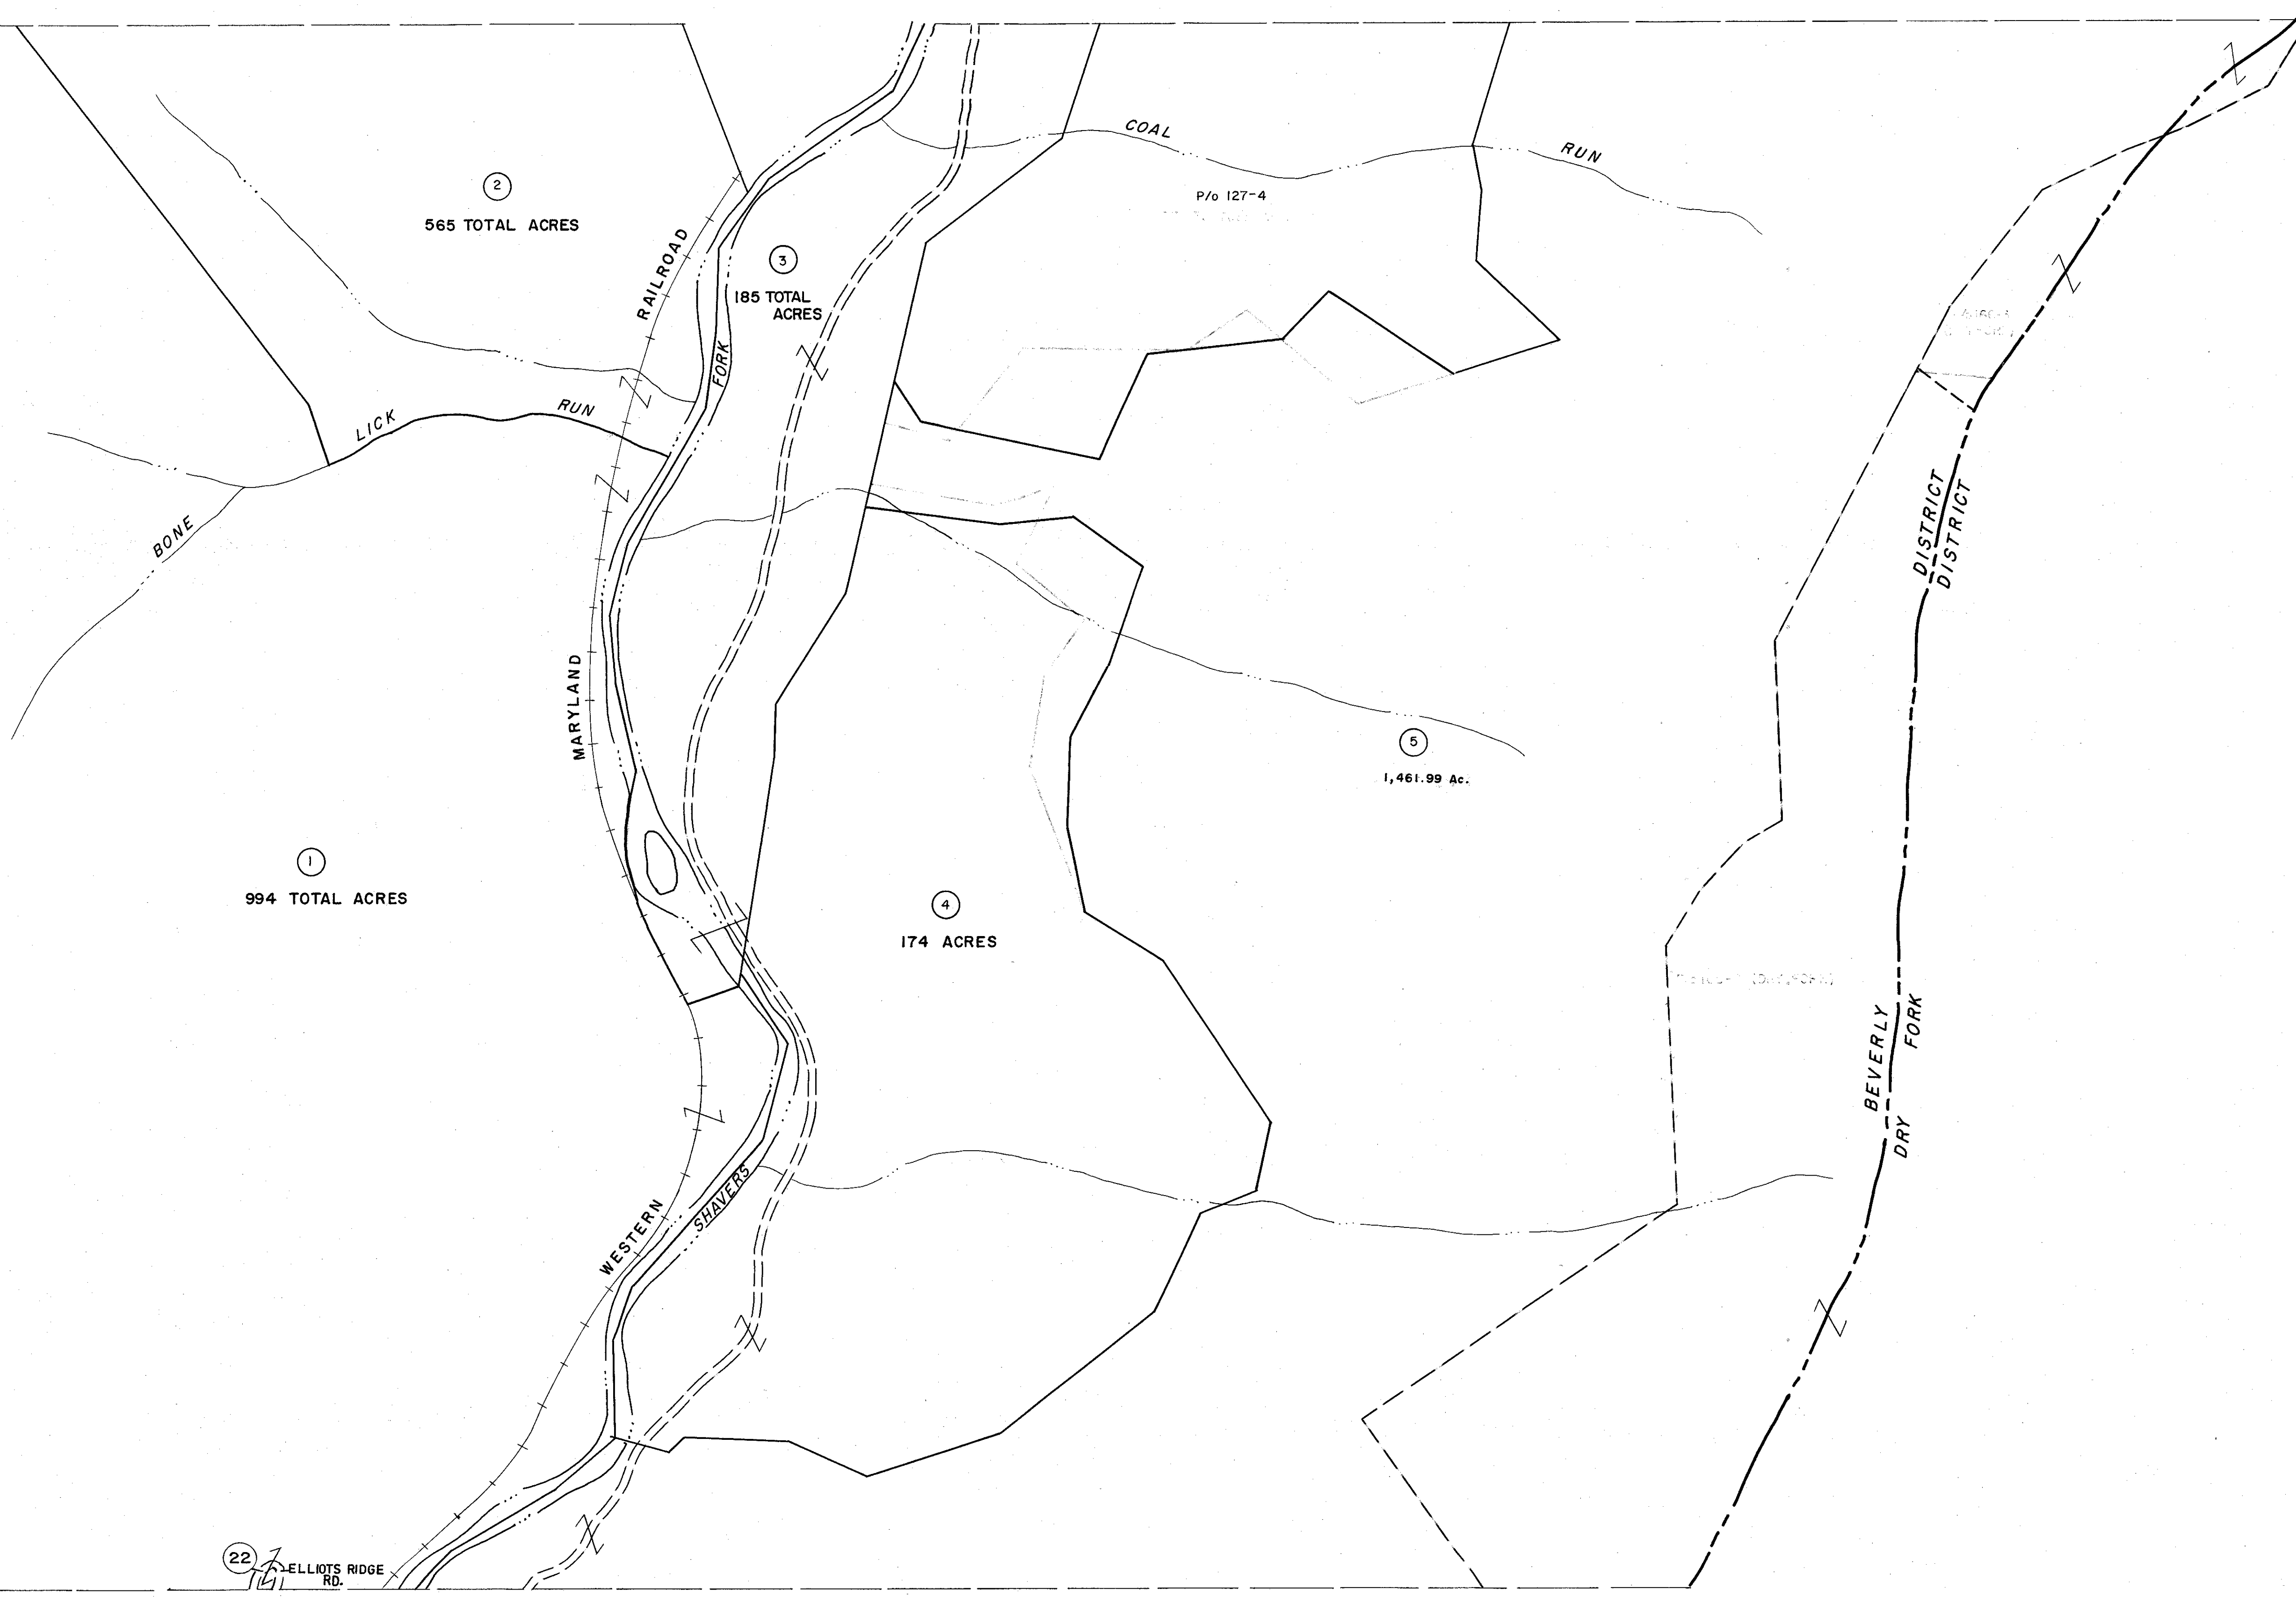 COAL
RUN
2
565 TOTAL ACRES
P/o 127-4
RAILROAD
3
185 TOTAL
ACRES
FORK
LICK
RUN
BONE
DISTRICT
DISTRICT
MARYLAND
5
1,461.99 Ac.
1
994 TOTAL ACRES
4
174 ACRES
BEVERLY
FORK
DRY
SHAVERS
WESTERN
22
ELLIOTS RIDGE
RD.